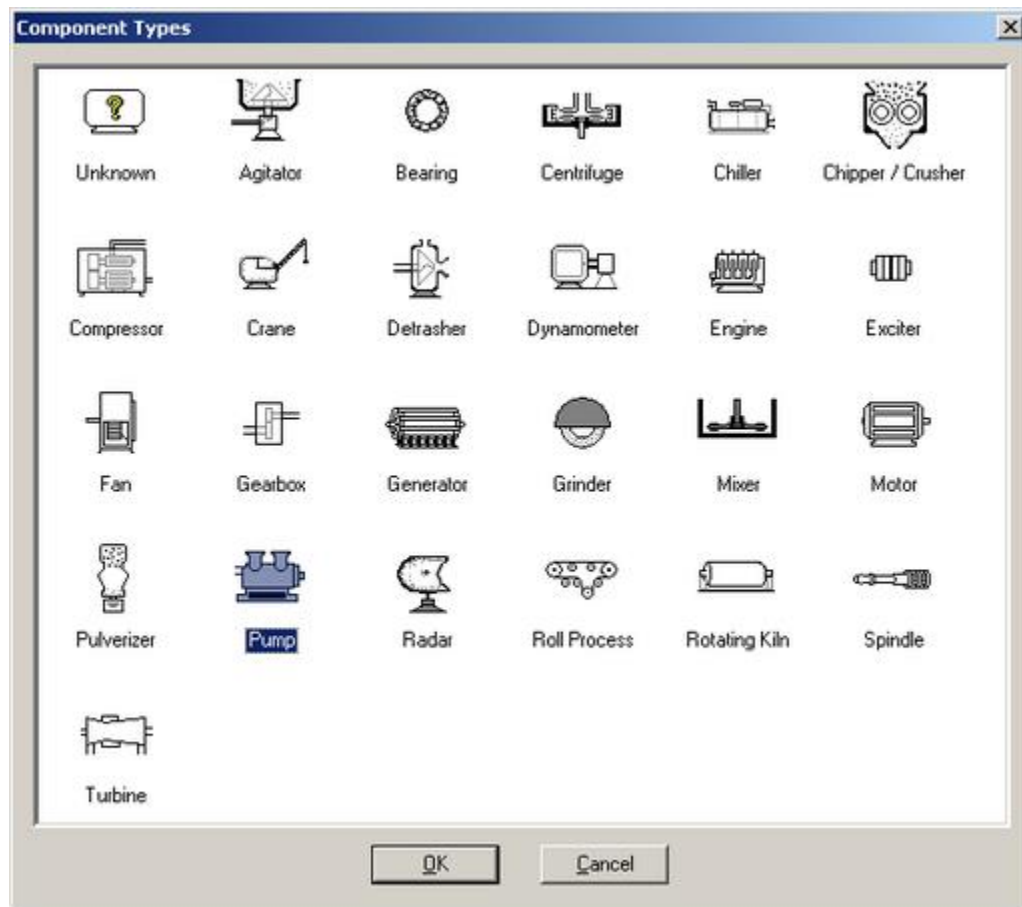 Component Types
Unknown Agitator Bearing Centrifuge Chiller Chipper / Crusher
Compressor Crane Detrasher Dynamometer Engine Exciter
Fan Gearbox Generator Grinder Mixer Motor
Pulverizer Pump Radar Roll Process Rotating Kiln Spindle
Turbine
OK Cancel